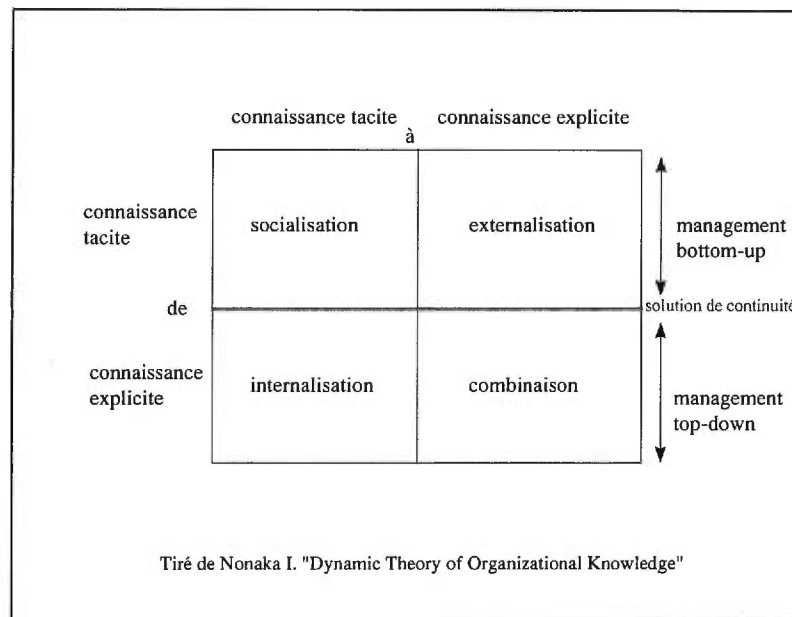 connaissance tacite connaissance explicite
à
connaissance
tacite
socialisation externalisation
management
bottom-up
de
solution de continuité
connaissance
explicite
internalisation combinaison
management
top-down
Tiré de Nonaka I. "Dynamic Theory of Organizational Knowledge"